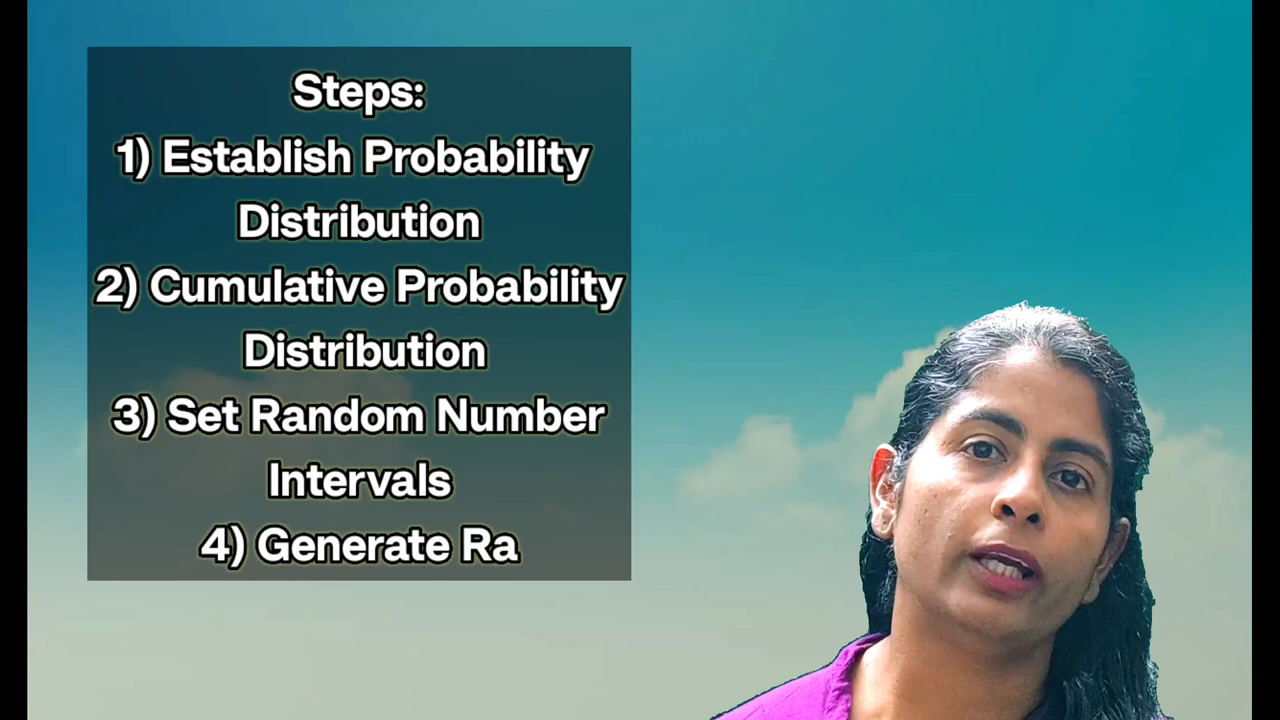 Steps:
1) Establish Probability
Distribution
2) Cumulative Probability
Distribution
3) Set Random Number
Intervals
4) Generate Ra